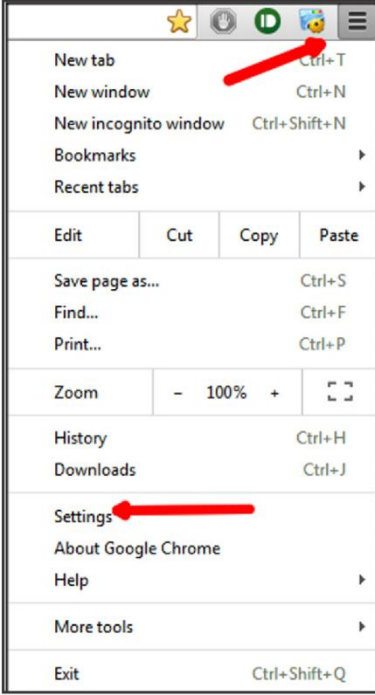 New tab Ctrl+T
New window Ctrl+N
New incognito window Ctrl+Shift+N
Bookmarks
Recent tabs
Edit Cut Copy Paste
Save page as... Ctrl+S
Find... Ctrl+F
Print... Ctrl+P
Zoom - 100% +
History Ctrl+H
Downloads Ctrl+J
Settings
About Google Chrome
Help
More tools
Exit Ctrl+Shift+Q